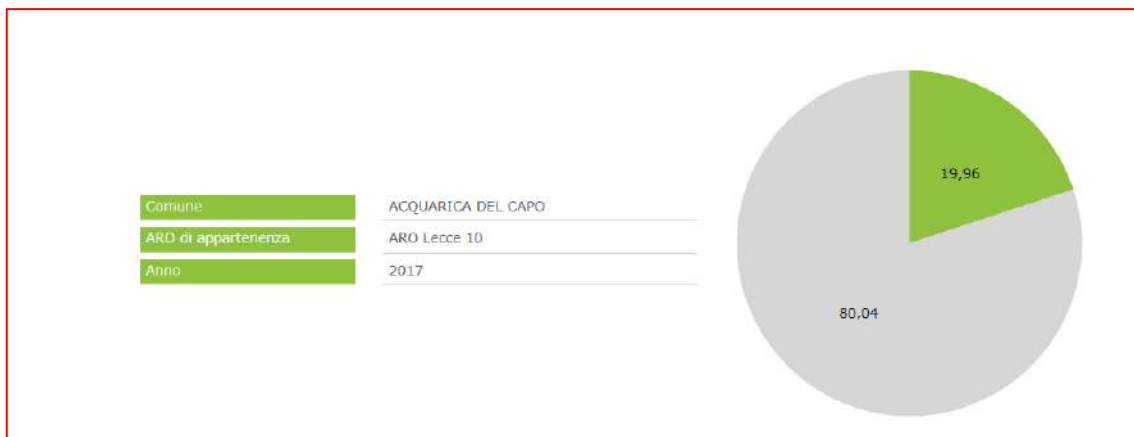 Comune ACQUARICA DEL CAPO
ARO di appartenenza ARO Lecce 10
Anno 2017
19,96
80,04